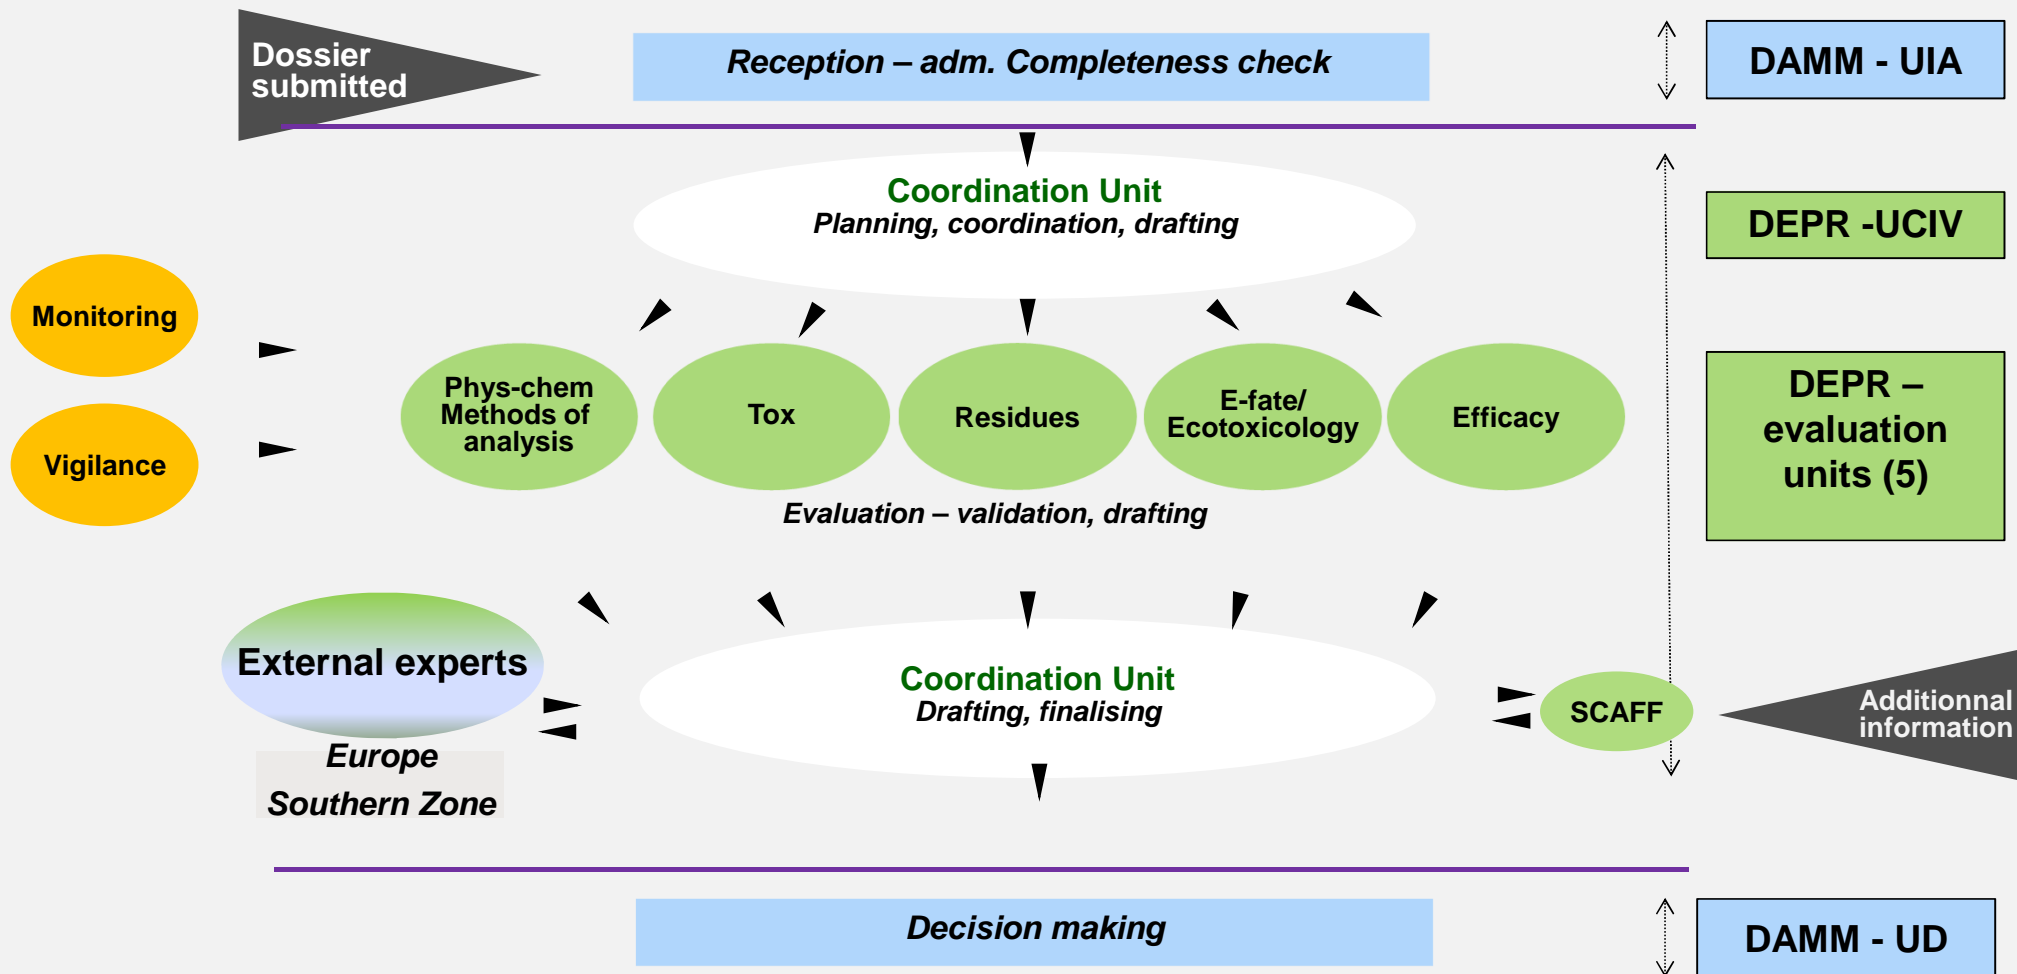 Dossier
submitted
Reception – adm. Completeness check
DAMM - UIA
Coordination Unit
Planning, coordination, drafting
DEPR -UCIV
Monitoring
Vigilance
Phys-chem
Methods of
analysis
Tox
Residues
E-fate/
Ecotoxicology
Efficacy
DEPR –
evaluation
units (5)
Evaluation – validation, drafting
External experts
Europe
Southern Zone
Coordination Unit
Drafting, finalising
SCAFF
Additionnal
information
Decision making
DAMM - UD